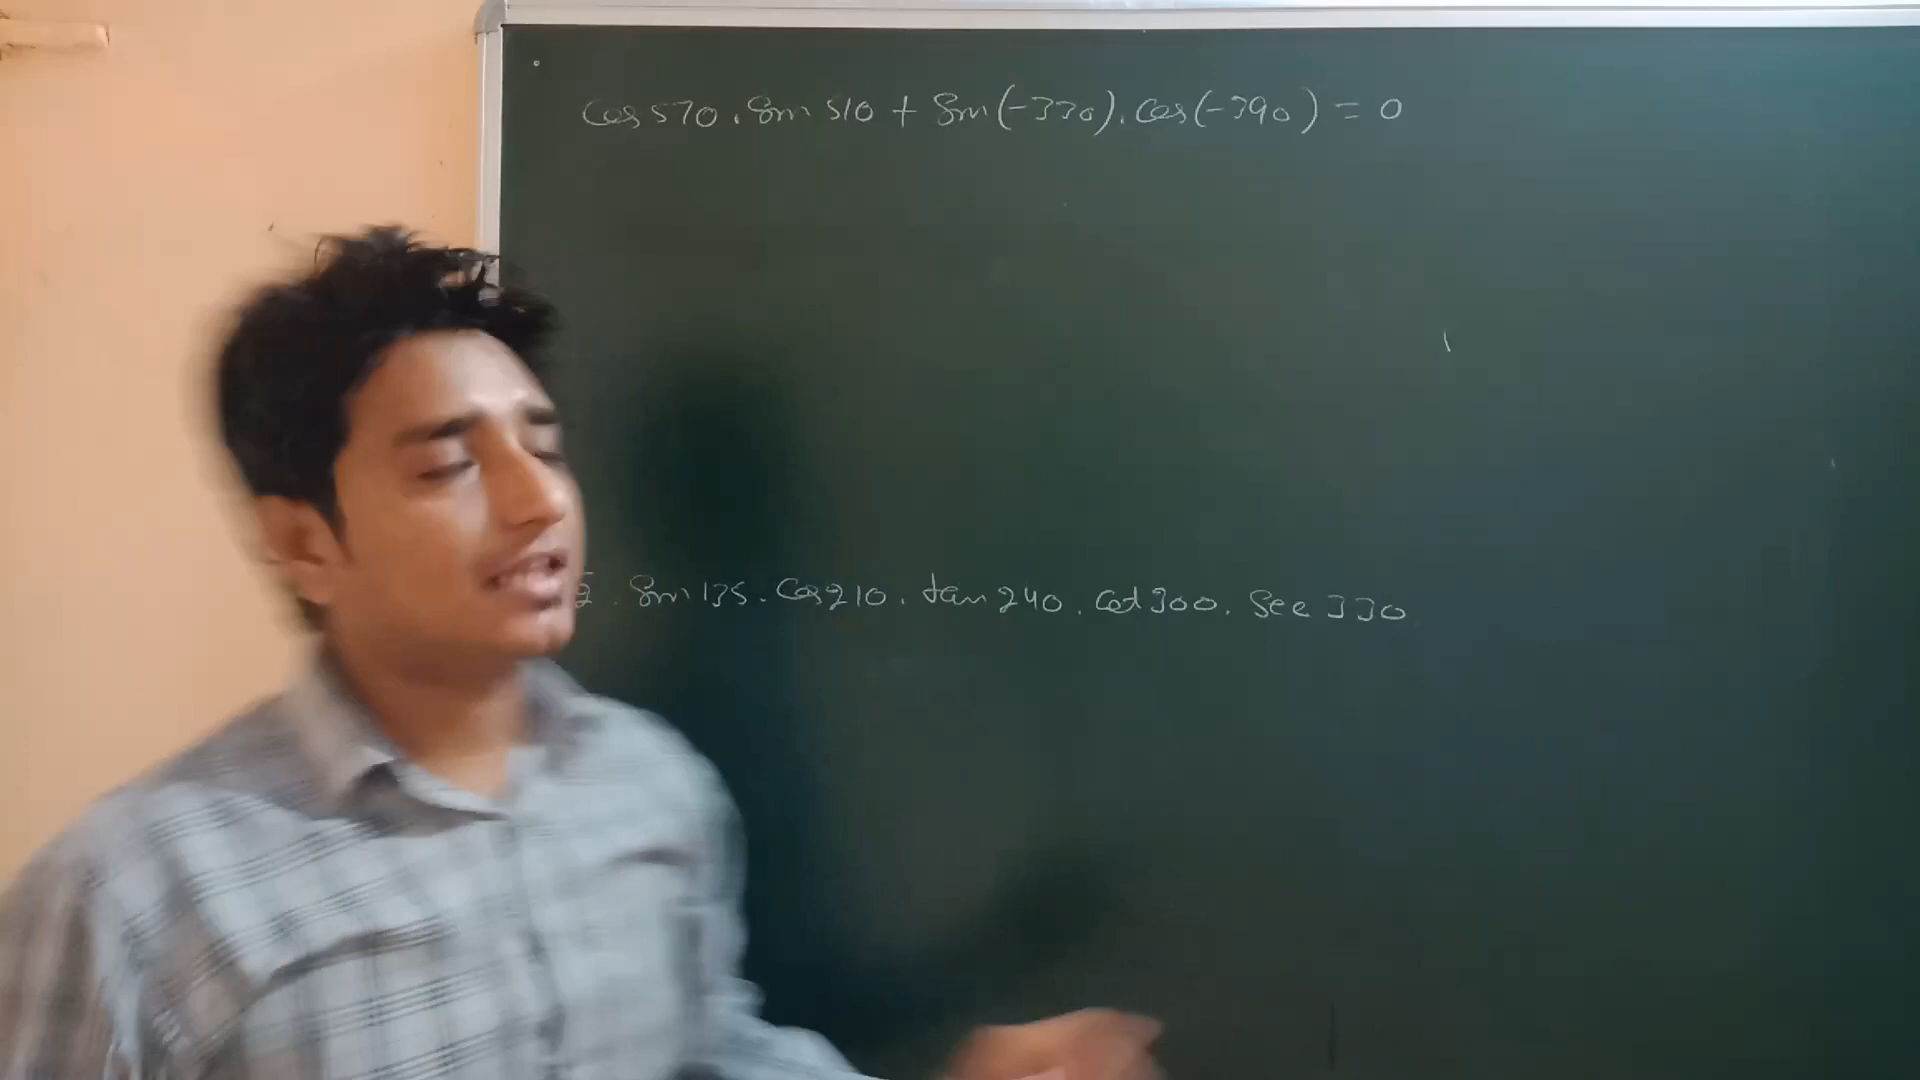 Cos 570 . Sin 510 + Sin(-330). Cos(-390) = 0
2 . Sin 135 . Cos 210 . tan 240 . Cot 300 . Sec 330